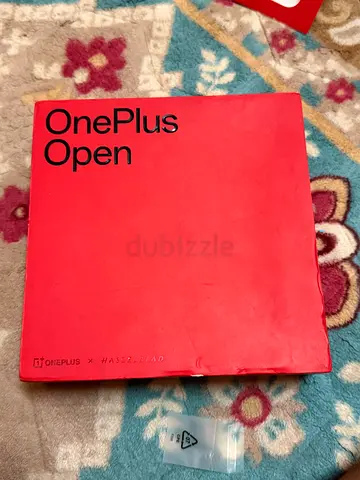 OnePlus
Open
dubizzle
ONEPLUS × HASSELBLAD